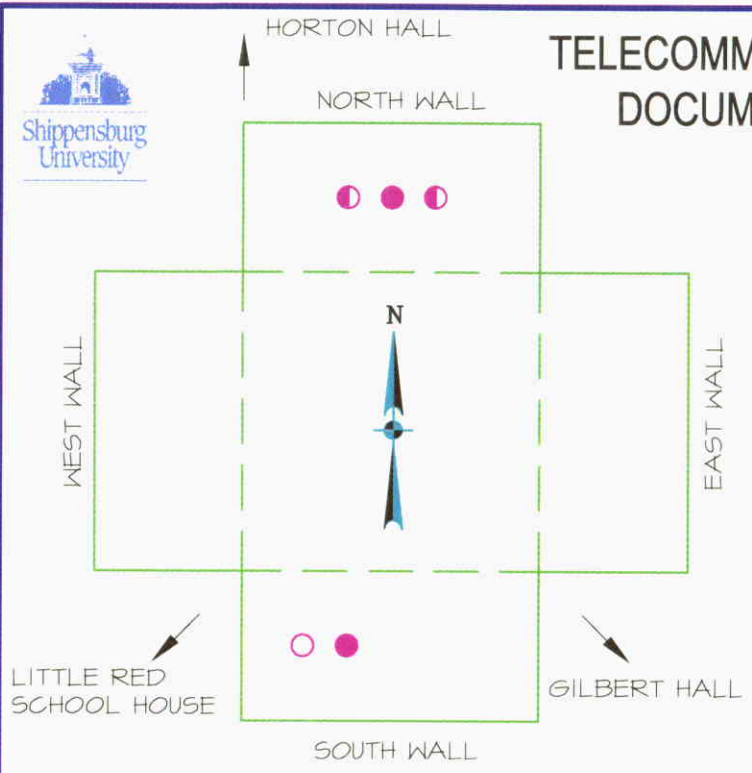 HORTON HALL
TELECOMM
DOCUM
Shippensburg
University
NORTH WALL
N
WEST WALL
EAST WALL
LITTLE RED
SCHOOL HOUSE
GILBERT HALL
SOUTH WALL